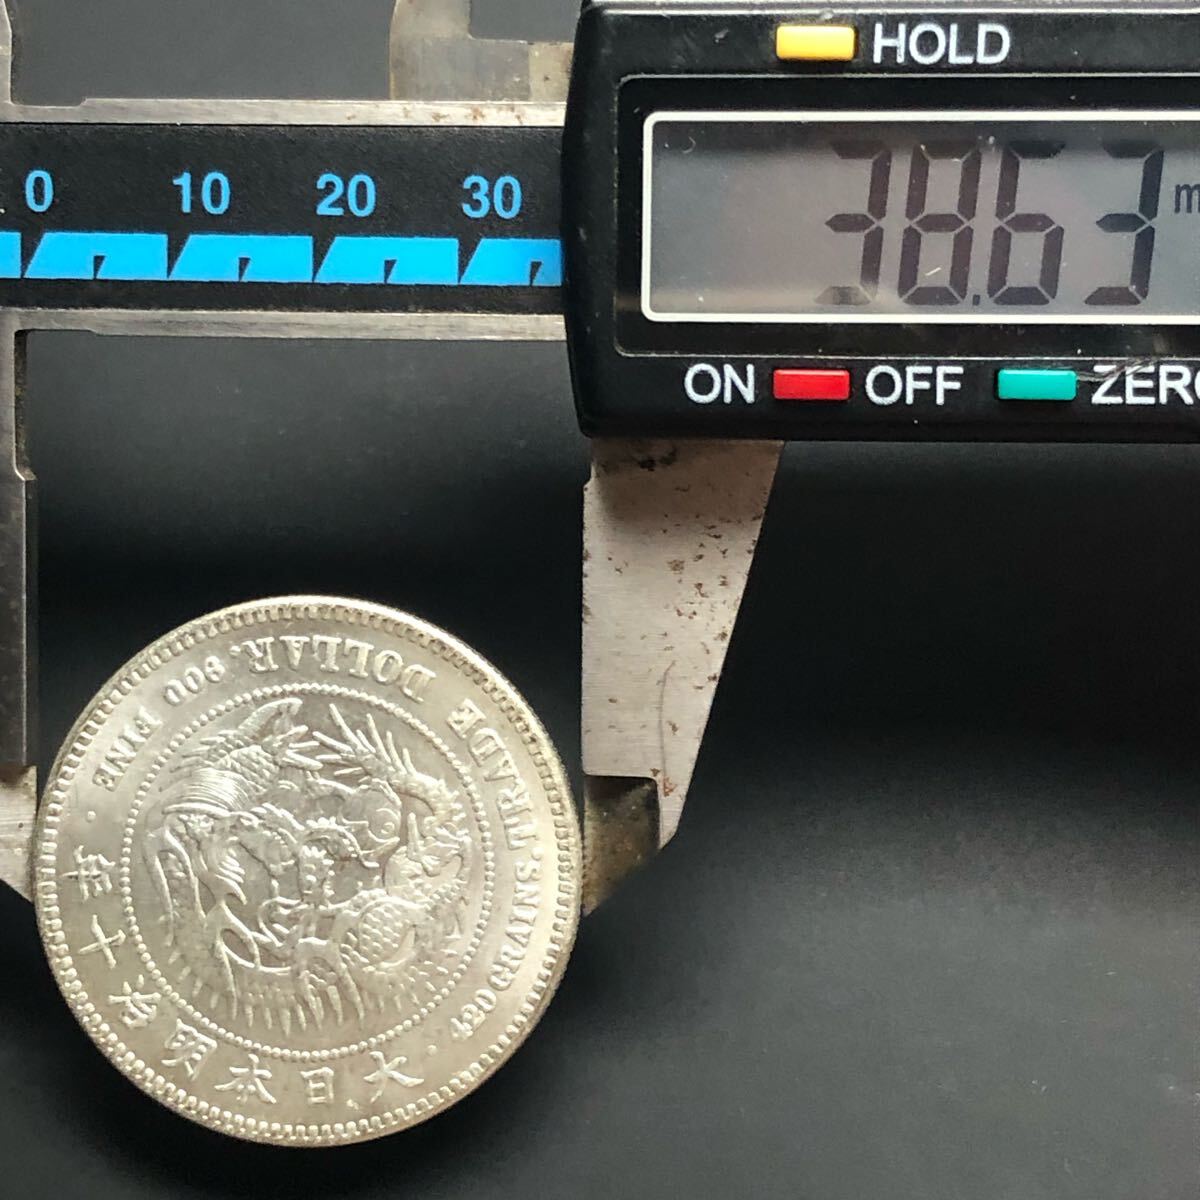 HOLD
0 10 20 30
38.63 m
ON OFF ZERO
420 GRAINS. TRADE DOLLAR. 900 FINE.
大日本明治十年